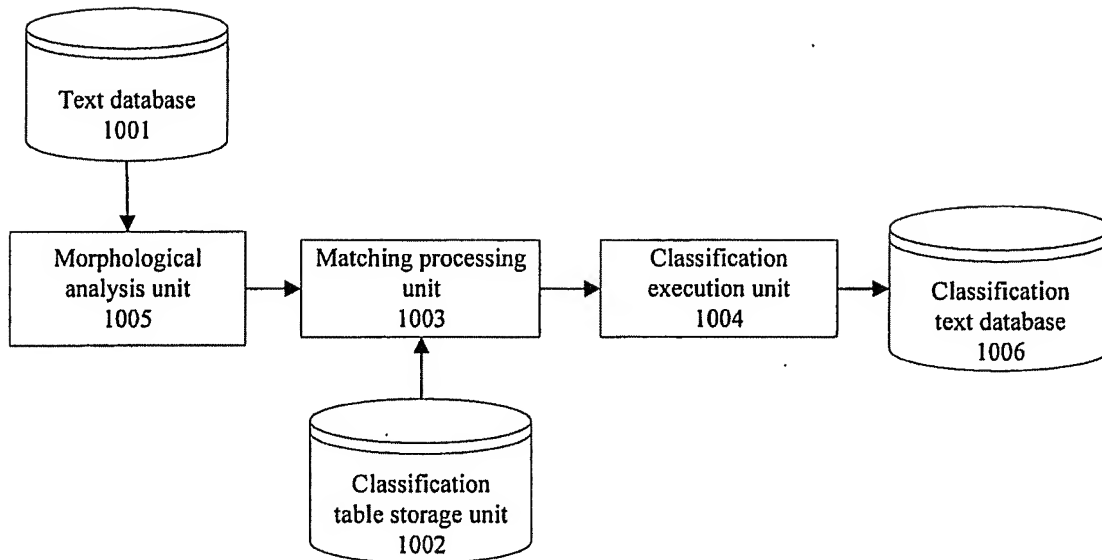 Text database
1001
Morphological
analysis unit
1005
Matching processing
unit
1003
Classification
execution unit
1004
Classification
text database
1006
Classification
table storage unit
1002